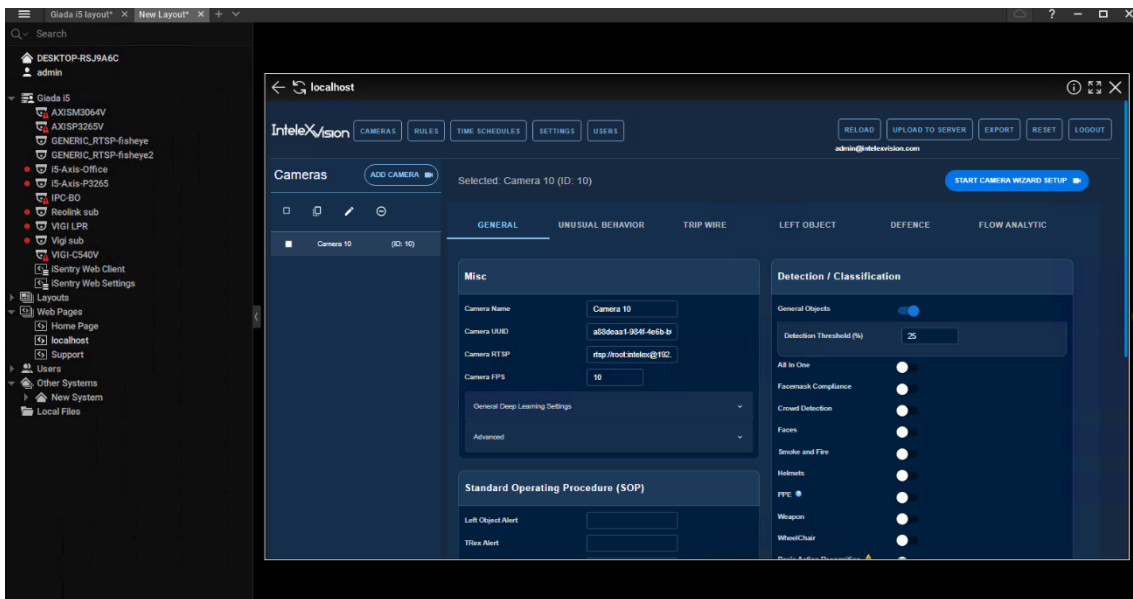 Giada i5 layout*
New Layout*
Search
DESKTOP-RSJ9A6C
admin
Giada i5
AXISM3064V
AXISP3265V
GENERIC_RTSP-fisheye
GENERIC_RTSP-fisheye2
i5-Axis-Office
i5-Axis-P3265
IPC-BO
Reolink sub
VIGI LPR
Vigi sub
VIGI-C540V
iSentry Web Client
iSentry Web Settings
Layouts
Web Pages
Home Page
localhost
Support
Users
Other Systems
New System
Local Files
localhost
InteleXvision
CAMERAS
RULES
TIME SCHEDULES
SETTINGS
USERS
RELOAD
UPLOAD TO SERVER
EXPORT
RESET
LOGOUT
admin@intelexvision.com
Cameras
ADD CAMERA
Selected: Camera 10 (ID: 10)
START CAMERA WIZARD SETUP
Camera 10 (ID: 10)
GENERAL
UNUSUAL BEHAVIOR
TRIP WIRE
LEFT OBJECT
DEFENCE
FLOW ANALYTIC
Misc
Camera Name Camera 10
Camera UUID a88deaa1-984f-4e6b-b
Camera RTSP rtsp://root:intelex@192.
Camera FPS 10
General Deep Learning Settings
Advanced
Standard Operating Procedure (SOP)
Left Object Alert
TRex Alert
Detection / Classification
General Objects
Detection Threshold (%) 25
All In One
Facemask Compliance
Crowd Detection
Faces
Smoke and Fire
Helmets
PPE
Weapon
WheelChair